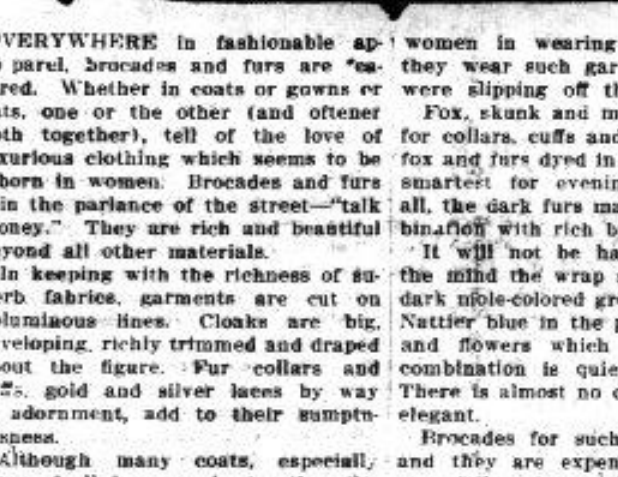 VERYWHERE in fashionable ap-
parel, brocades and furs are "ea-
red. Whether in coats or gowns or
ts, one or the other (and oftener
th together), tell of the love of
xurious clothing which seems to be
born in women. Brocades and furs
in the parlance of the street—"talk
oney." They are rich and beautiful
yond all other materials.
In keeping with the richness of su-
erb fabrics, garments are cut on
luminous lines. Cloaks are big,
veloping, richly trimmed and draped
out the figure. Fur collars and
gold and silver laces by way
adornment, add to their sumptu-
sness.
Although many coats, especially
women in wearing
they wear such gar
were slipping off th
Fox, skunk and m
for collars, cuffs and
fox and furs dyed in
smartest for evenin
all, the dark furs ma
bination with rich b
It will not be ha
the mind the wrap
dark mole-colored gr
Nattier blue in the p
and flowers which
combination is quie
There is almost no
elegant.
Brocades for such
and they are expen